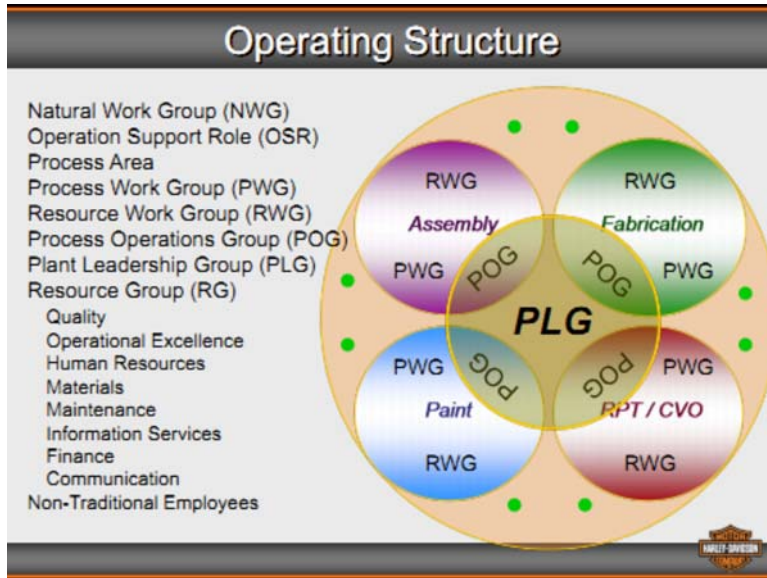 Operating Structure
Natural Work Group (NWG)
Operation Support Role (OSR)
Process Area
Process Work Group (PWG)
Resource Work Group (RWG)
Process Operations Group (POG)
Plant Leadership Group (PLG)
Resource Group (RG)
Quality
Operational Excellence
Human Resources
Materials
Maintenance
Information Services
Finance
Communication
Non-Traditional Employees
RWG
Assembly
PWG
POG
RWG
Fabrication
POG
PWG
PLG
PWG
POG
Paint
RWG
POG
PWG
RPT / CVO
RWG
MOTOR
HARLEY-DAVIDSON